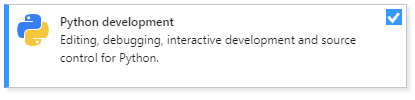 Python development
Editing, debugging, interactive development and source
control for Python.